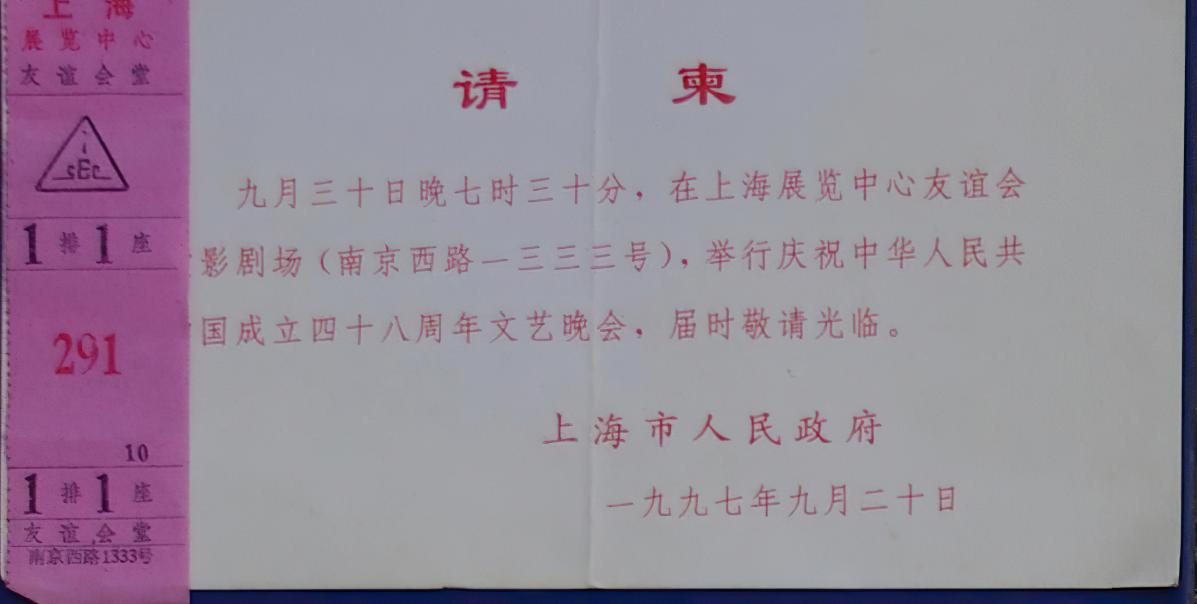 上海
展览中心
友谊会堂
SEC
1排1座
291
10
1排1座
友谊会堂
南京西路1333号
请柬
九月三十日晚七时三十分，在上海展览中心友谊会
影剧场（南京西路一三三三号），举行庆祝中华人民共
国成立四十八周年文艺晚会，届时敬请光临。
上海市人民政府
一九九七年九月二十日